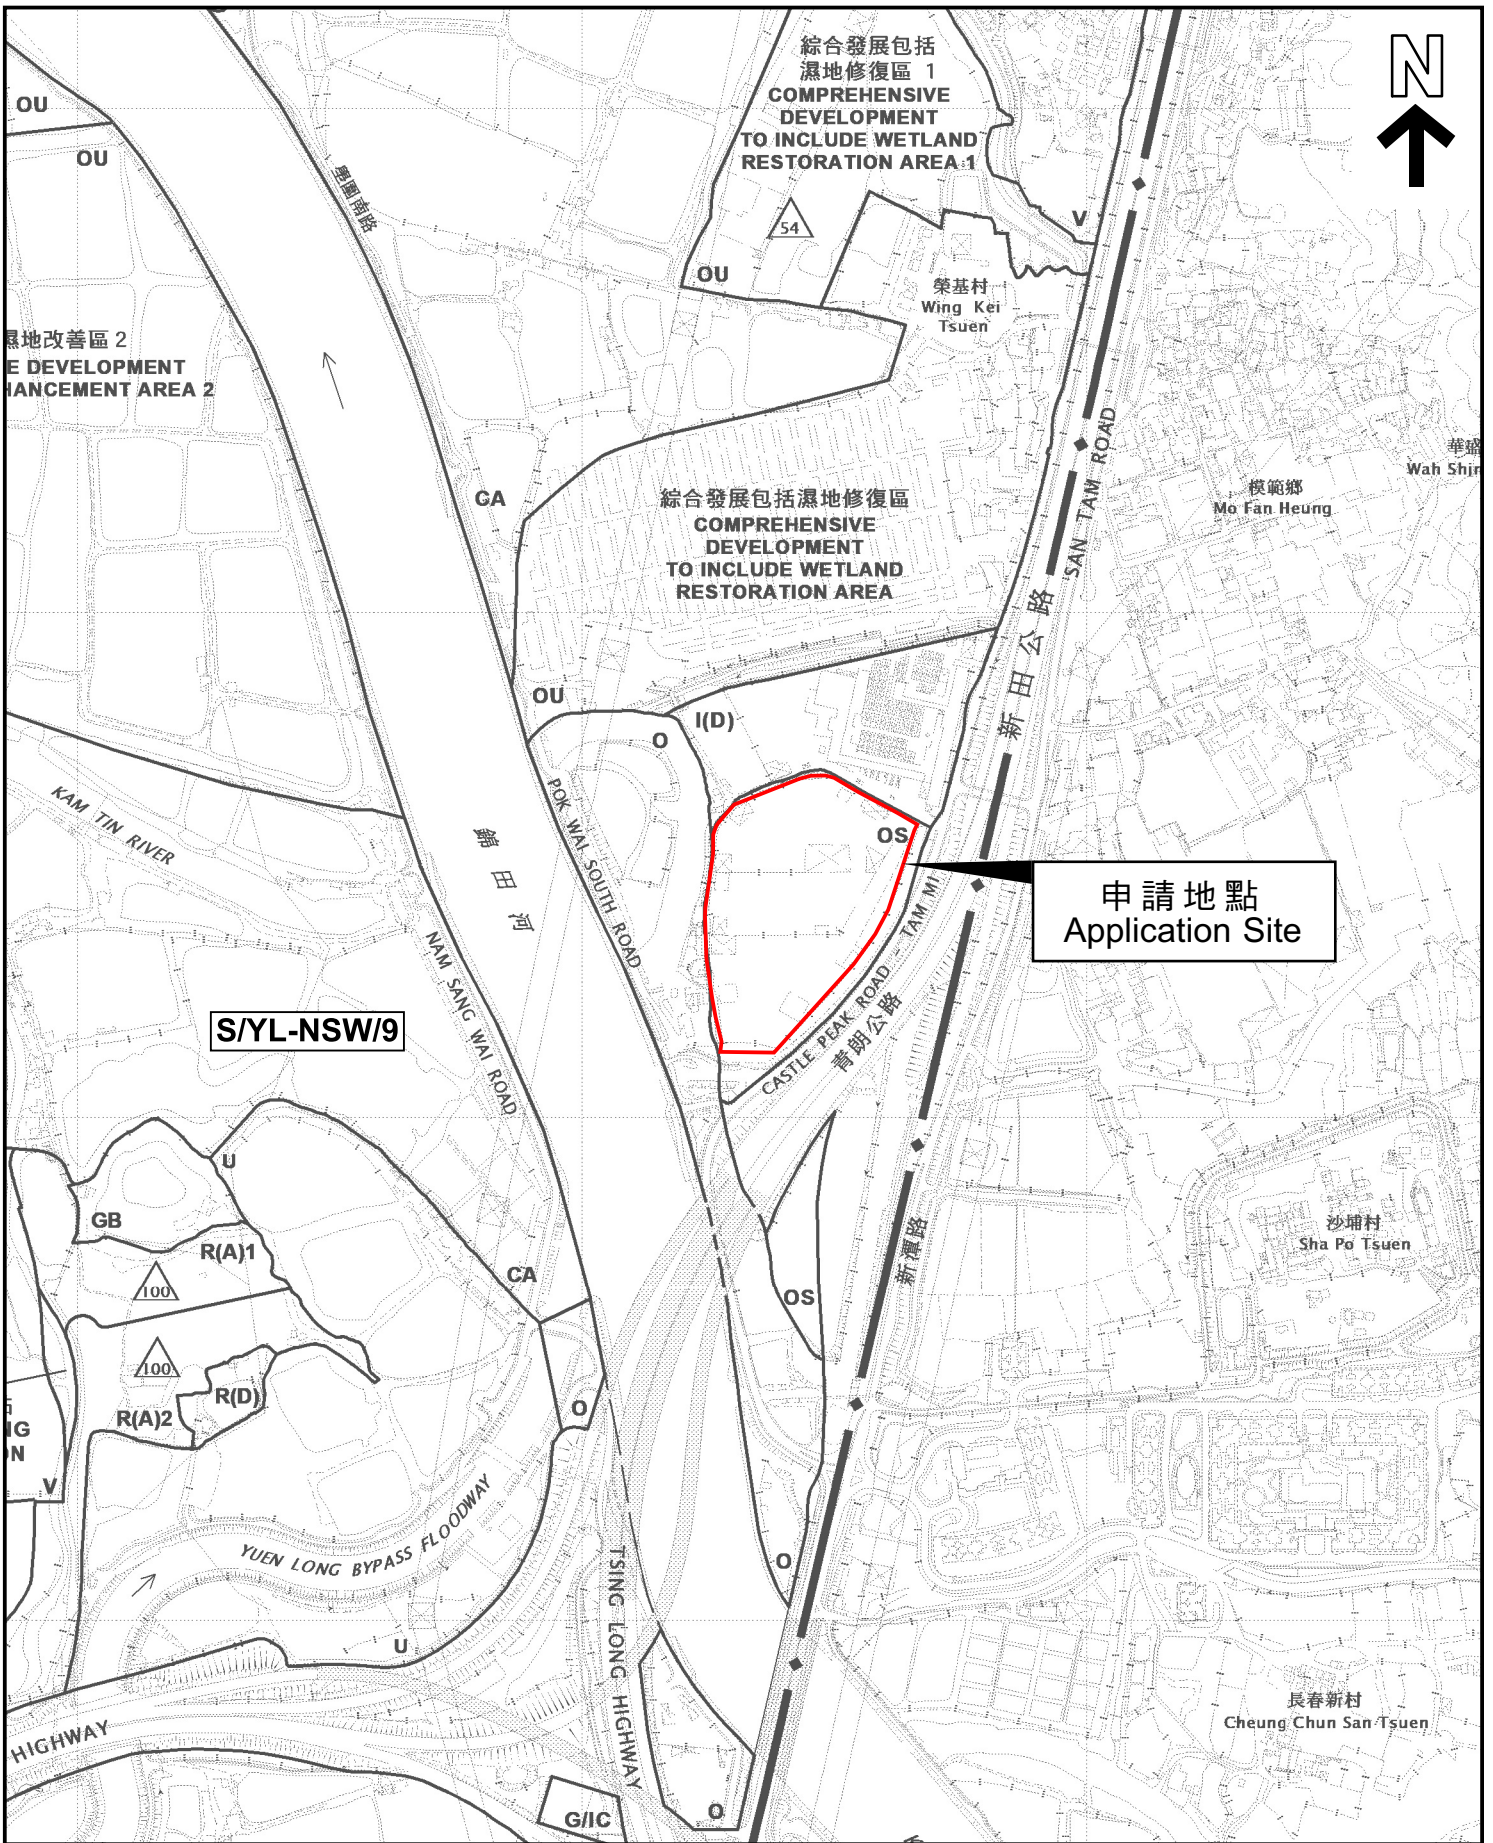 綜合發展包括
濕地修復區 1
COMPREHENSIVE
DEVELOPMENT
TO INCLUDE WETLAND
RESTORATION AREA 1
N
OU
OU
54
V
OU
榮基村
Wing Kei
Tsuen
濕地改善區 2
E DEVELOPMENT
HANCEMENT AREA 2
SAN TAM ROAD
Wah Shin
模範鄉
Mo Fan Heung
CA
綜合發展包括濕地修復區
COMPREHENSIVE
DEVELOPMENT
TO INCLUDE WETLAND
RESTORATION AREA
新田公路
OU
I(D)
O
KAM TIN RIVER
錦田河
POK WAI SOUTH ROAD
OS
申請地點
Application Site
NAM SANG WAI ROAD
CASTLE PEAK ROAD - TAM MI
青朗公路
S/YL-NSW/9
U
GB
R(A)1
100
CA
新潭路
沙埔村
Sha Po Tsuen
OS
100
R(D)
R(A)2
O
NG
ON
V
YUEN LONG BYPASS FLOODWAY
TSING LONG HIGHWAY
O
U
HIGHWAY
長春新村
Cheung Chun San Tsuen
G/IC
O